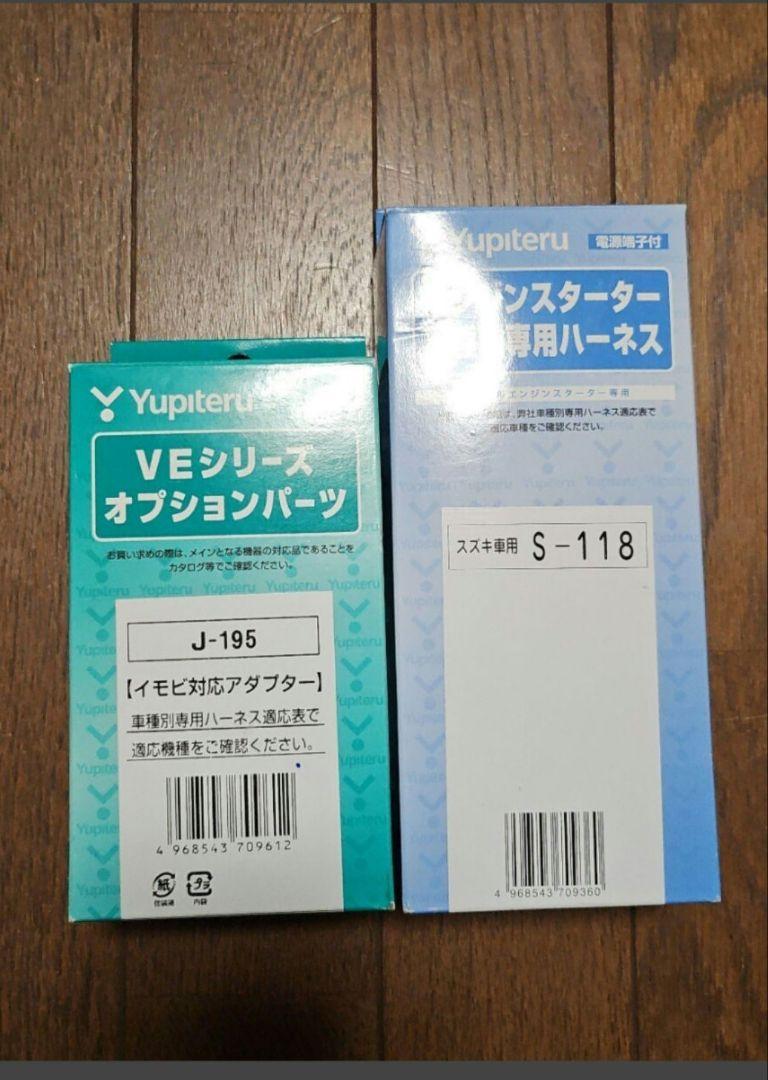 Yupiteru
VEシリーズ
オプションパーツ
お買い求めの際は、メインとなる機器の対応品であることを
カタログ等でご確認ください。
J-195
【イモビ対応アダプター】
車種別専用ハーネス適応表で
適応機種をご確認ください。
4 968543 709612
紙
プラ
内袋
Yupiteru 電源端子付
ンスターター
専用ハーネス
ルエンジンスターター専用
弊社車種別専用ハーネス適応表で
適応車種をご確認ください。
スズキ車用 S-118
4 968543 709360